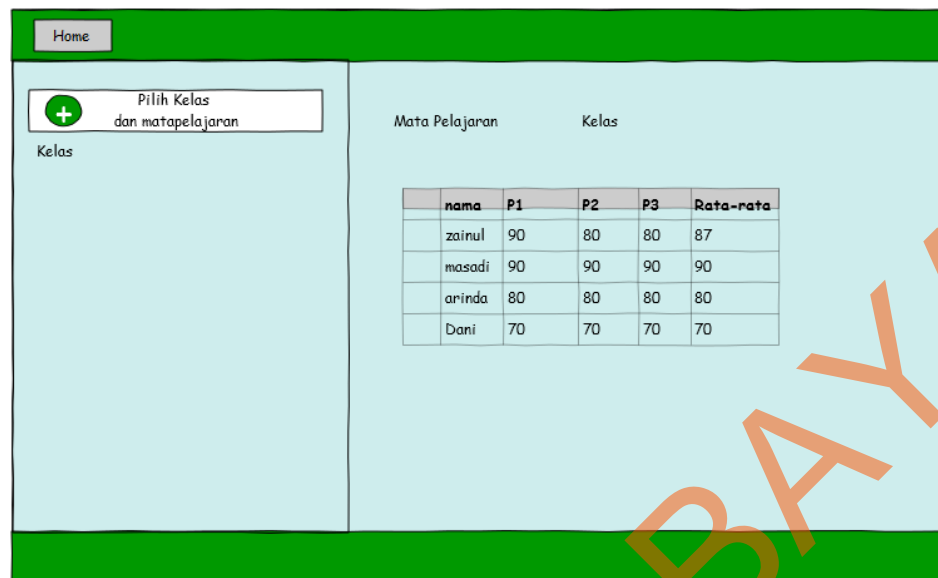 Home
+
Pilih Kelas
dan matapelajaran
Kelas
Mata Pelajaran Kelas
nama P1 P2 P3 Rata-rata
zainul 90 80 80 87
masadi 90 90 90 90
arinda 80 80 80 80
Dani 70 70 70 70
BAY